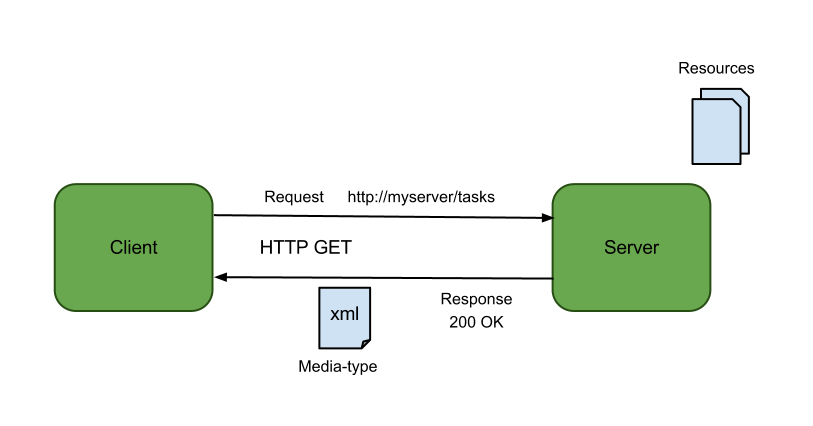 Resources
Request http://myserver/tasks
Client
HTTP GET
Server
xml
Response
200 OK
Media-type